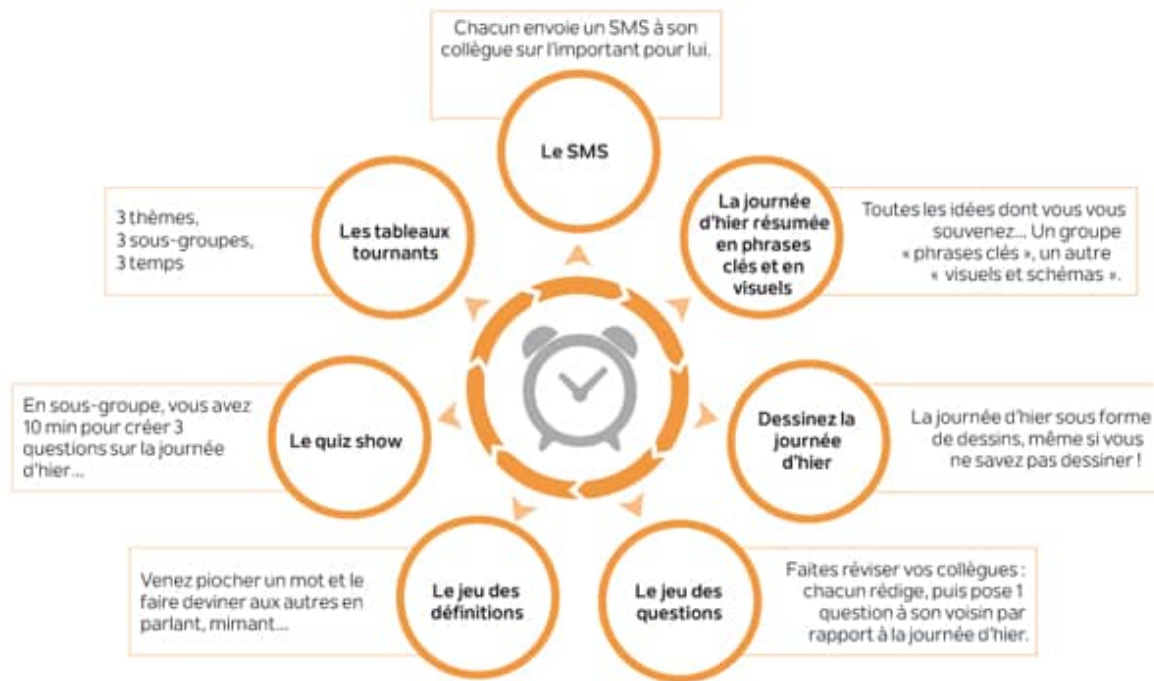 Chacun envoie un SMS à son
collègue sur l'important pour lui.
Le SMS
La journée
d'hier résumée
en phrases
clés et en
visuels
Toutes les idées dont vous vous
souvenez... Un groupe
« phrases clés », un autre
« visuels et schémas ».
Dessinez la
journée
d'hier
La journée d'hier sous forme
de dessins, même si vous
ne savez pas dessiner !
Le jeu des
questions
Faites réviser vos collègues :
chacun rédige, puis pose 1
question à son voisin par
rapport à la journée d'hier.
Le jeu des
définitions
Venez piocher un mot et le
faire deviner aux autres en
parlant, mimant...
Le quiz show
En sous-groupe, vous avez
10 min pour créer 3
questions sur la journée
d'hier...
Les tableaux
tournants
3 thèmes,
3 sous-groupes,
3 temps